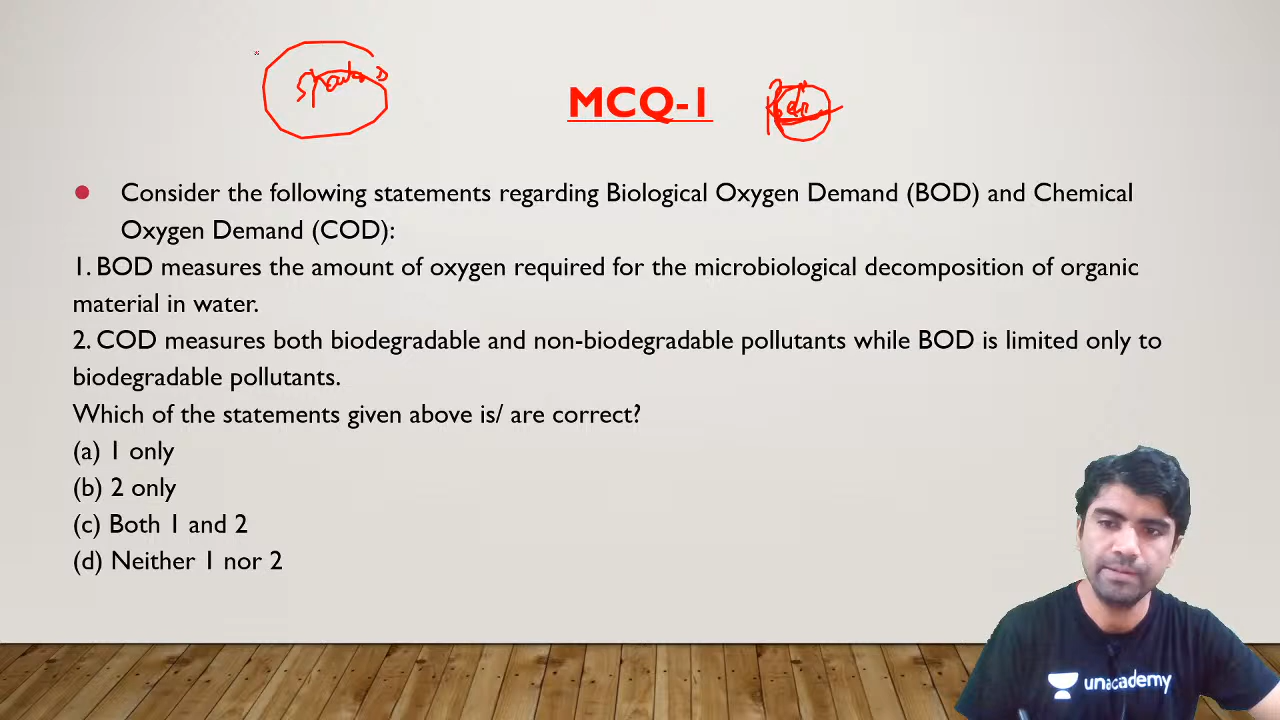 MCQ-1
Consider the following statements regarding Biological Oxygen Demand (BOD) and Chemical
Oxygen Demand (COD):
1. BOD measures the amount of oxygen required for the microbiological decomposition of organic
material in water.
2. COD measures both biodegradable and non-biodegradable pollutants while BOD is limited only to
biodegradable pollutants.
Which of the statements given above is/ are correct?
(a) 1 only
(b) 2 only
(c) Both 1 and 2
(d) Neither 1 nor 2
unacademy